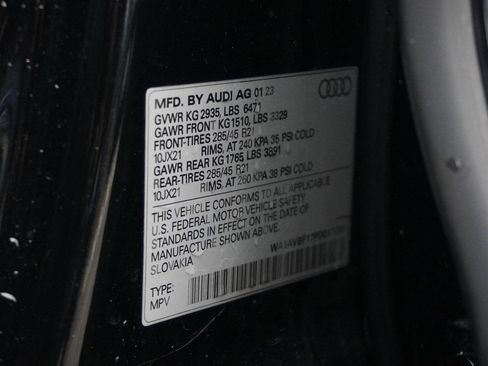 MFD. BY AUDI AG 01 23
GVWR KG 2935, LBS 6471
GAWR FRONT KG1510, LBS 3329
FRONT-TIRES 285/45 R21
10JX21 RIMS, AT 240 KPA 35 PSI COLD
GAWR REAR KG1765, LBS 3891
REAR-TIRES 285/45 R21
10JX21 RIMS, AT 260 KPA 38 PSI COLD
THIS VEHICLE CONFORMS TO ALL APPLICABLE
U.S. FEDERAL MOTOR VEHICLE SAFETY
STANDARDS IN EFFECT ON THE DATE OF
MANUFACTURE SHOWN ABOVE.
SLOVAKIA
TYPE:
MPV